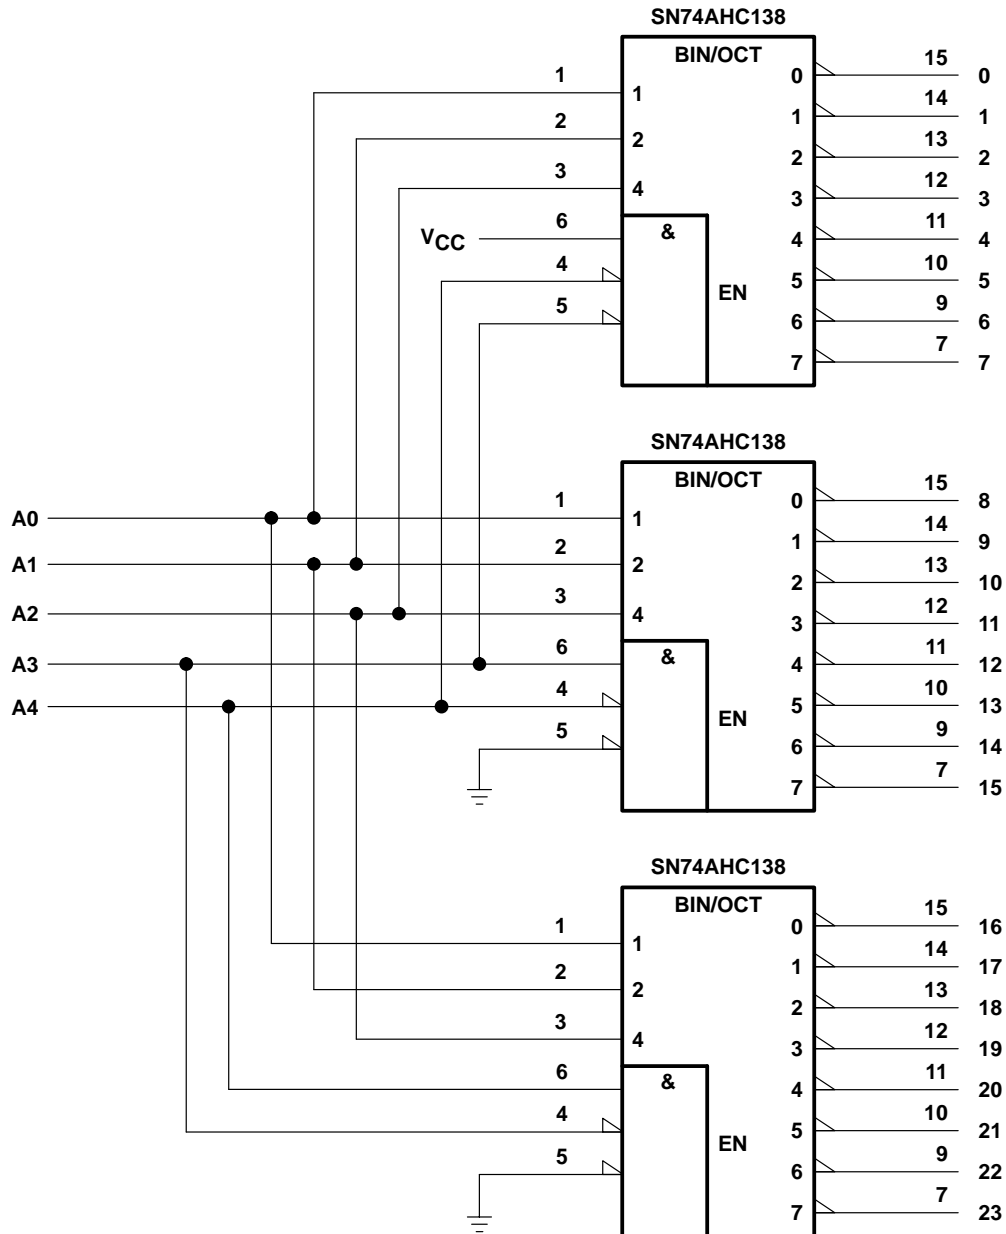 SN74AHC138
BIN/OCT
1 1 0 15 0
2 2 1 14 1
3 4 2 13 2
3 12 3
VCC 6 & 4 11 4
4 EN 5 10 5
5 6 9 6
7 7 7
SN74AHC138
BIN/OCT
A0 1 1 0 15 8
A1 2 2 1 14 9
A2 3 4 2 13 10
3 12 11
A3 6 & 4 11 12
A4 4 EN 5 10 13
5 6 9 14
7 7 15
SN74AHC138
BIN/OCT
1 1 0 15 16
2 2 1 14 17
3 4 2 13 18
3 12 19
6 & 4 11 20
4 EN 5 10 21
5 6 9 22
7 7 23